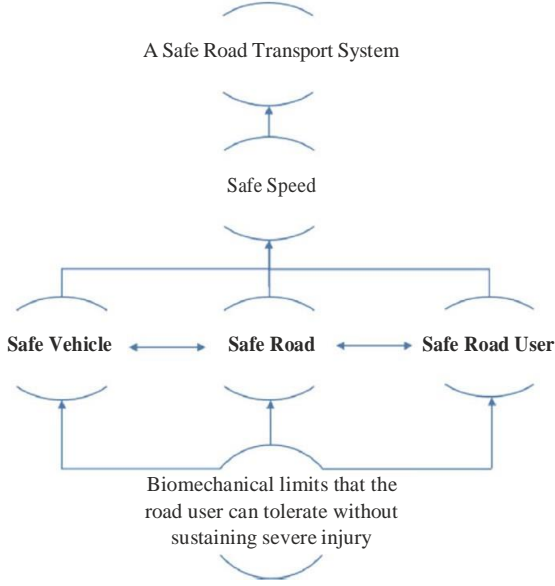 A Safe Road Transport System
Safe Speed
Safe Vehicle
Safe Road
Safe Road User
Biomechanical limits that the
road user can tolerate without
sustaining severe injury